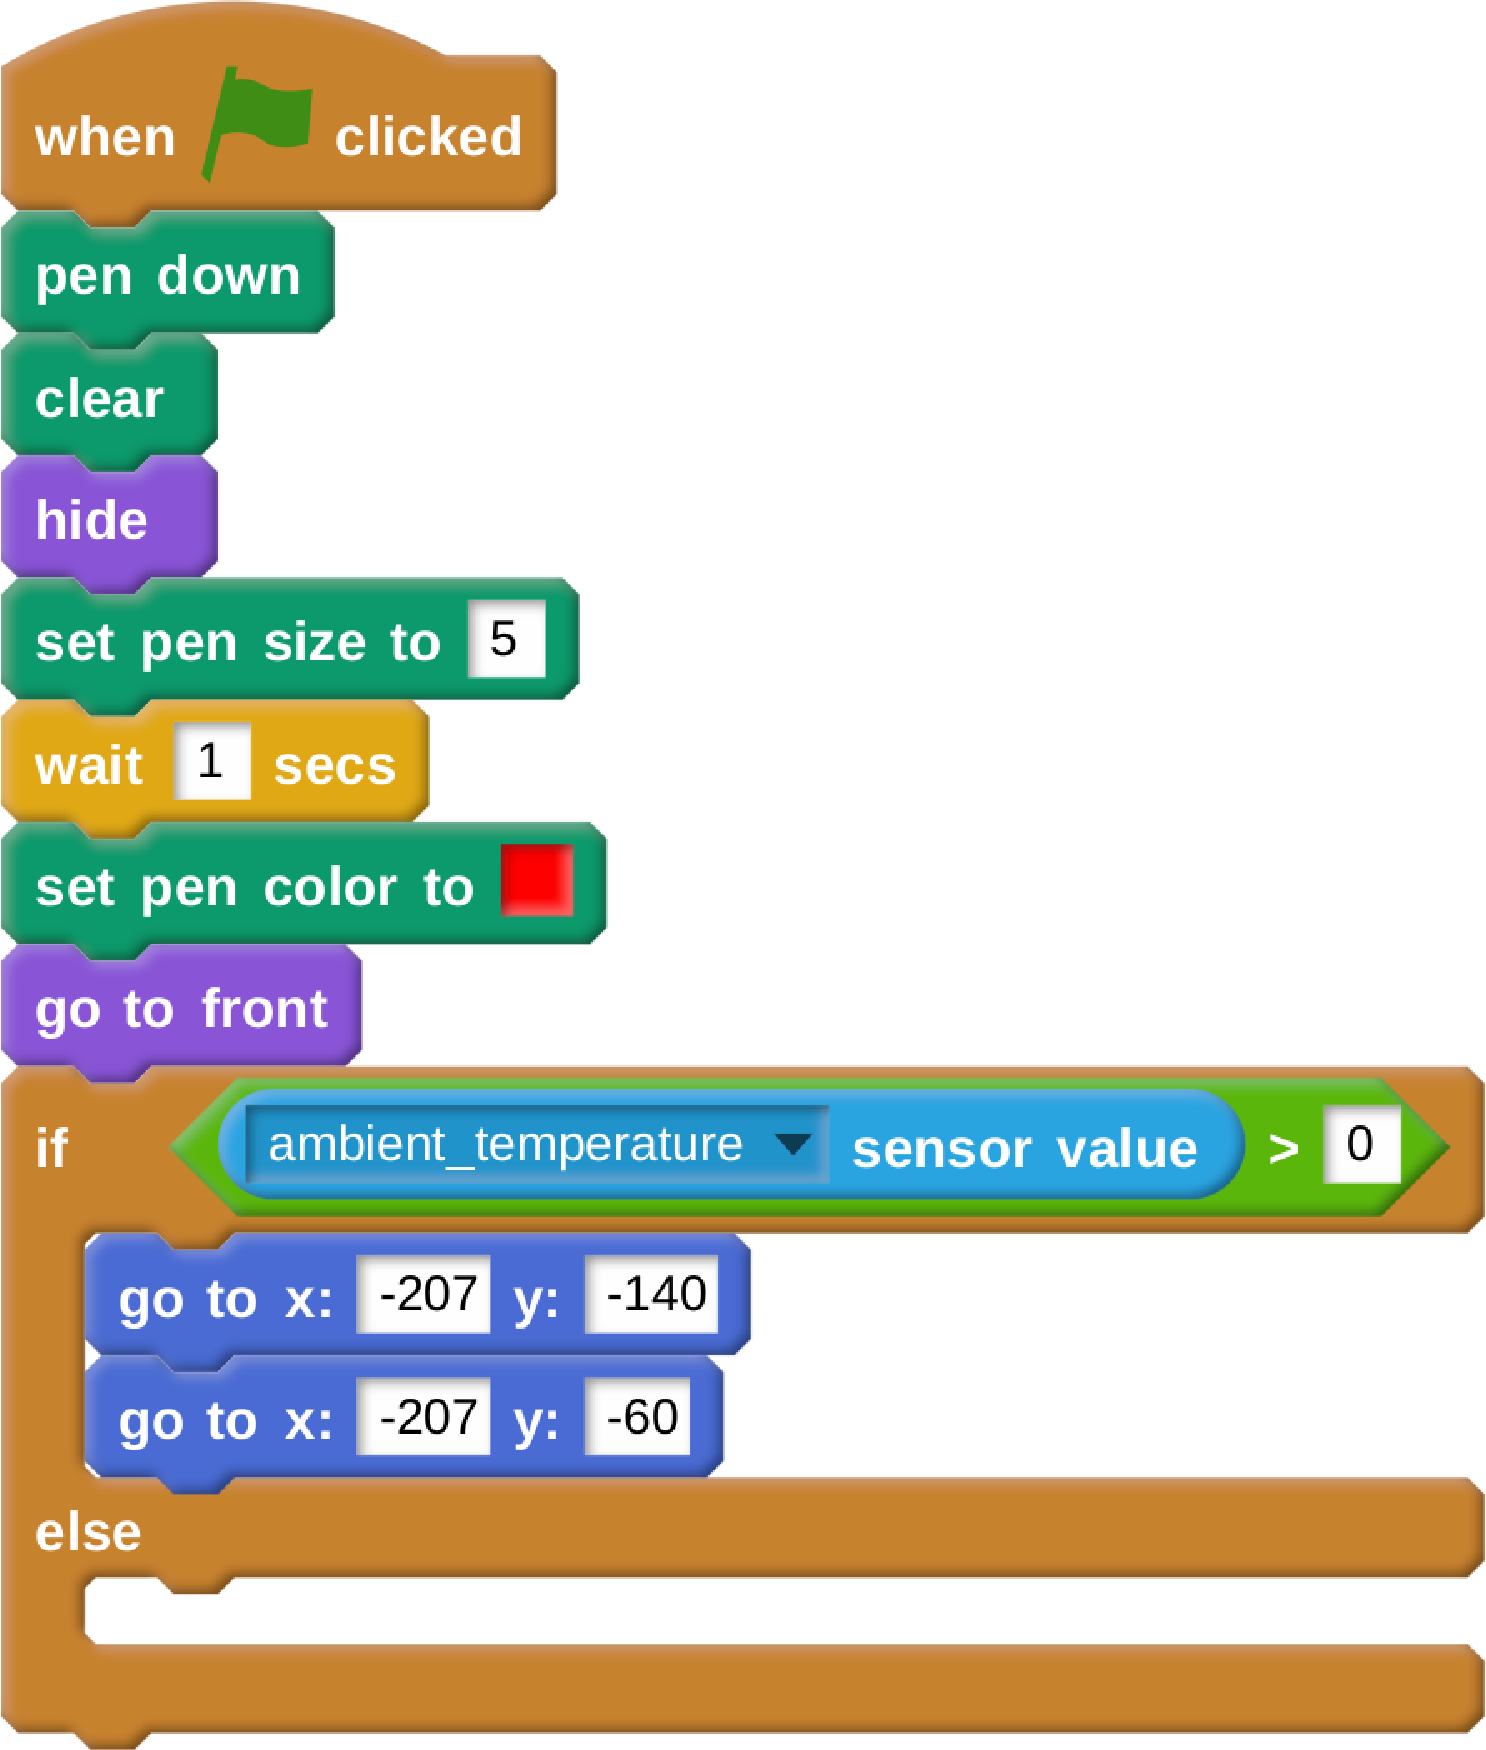 when clicked
pen down
clear
hide
set pen size to 5
wait 1 secs
set pen color to
go to front
if ambient_temperature sensor value > 0
go to x: -207 y: -140
go to x: -207 y: -60
else